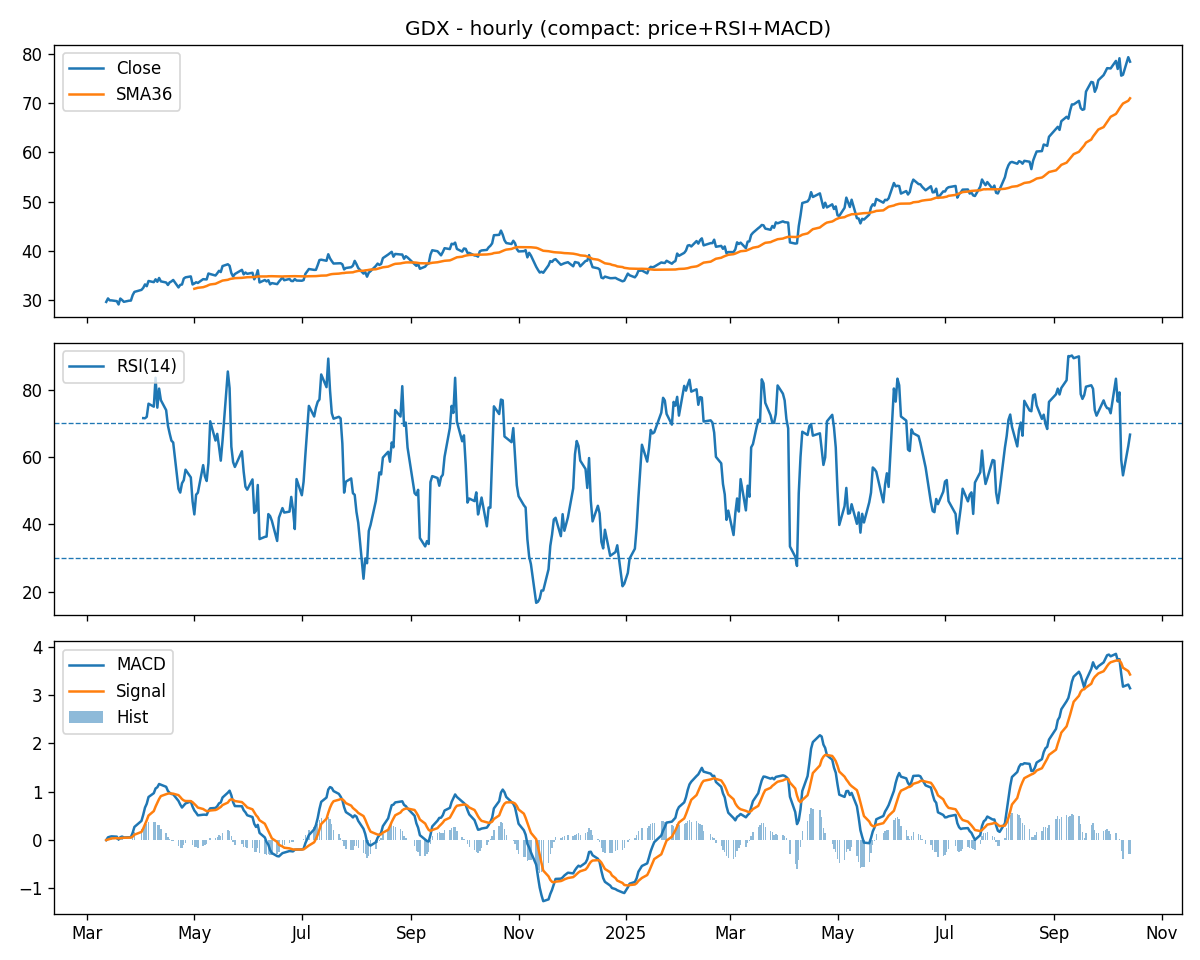 GDX - hourly (compact: price+RSI+MACD)
80
70
60
50
40
30
Close
SMA36
80
60
40
20
RSI(14)
4
3
2
1
0
−1
MACD
Signal
Hist
Mar May Jul Sep Nov 2025 Mar May Jul Sep Nov